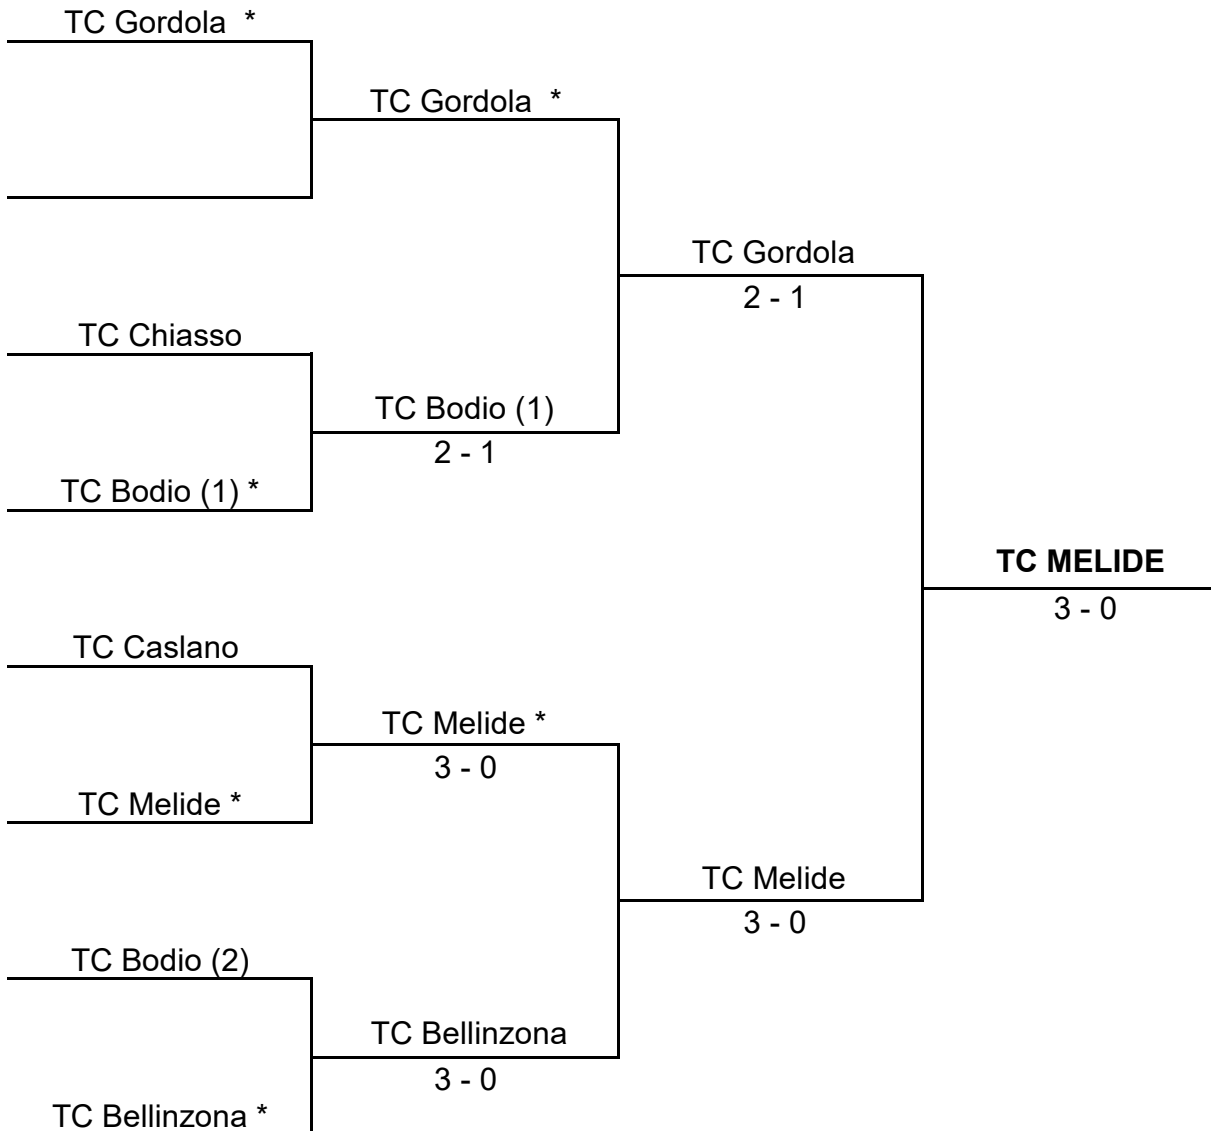 TC Gordola *
TC Gordola *
TC Gordola
2 - 1
TC Chiasso
TC Bodio (1)
2 - 1
TC Bodio (1) *
TC MELIDE
3 - 0
TC Caslano
TC Melide *
3 - 0
TC Melide *
TC Melide
3 - 0
TC Bodio (2)
TC Bellinzona
3 - 0
TC Bellinzona *